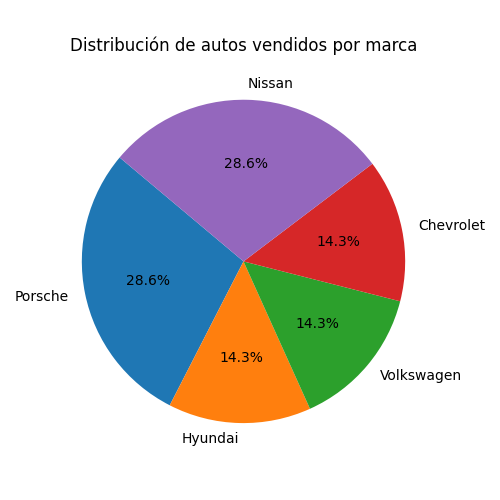 Distribución de autos vendidos por marca
Nissan
28.6%
Chevrolet
14.3%
Porsche
28.6%
14.3%
Volkswagen
14.3%
Hyundai